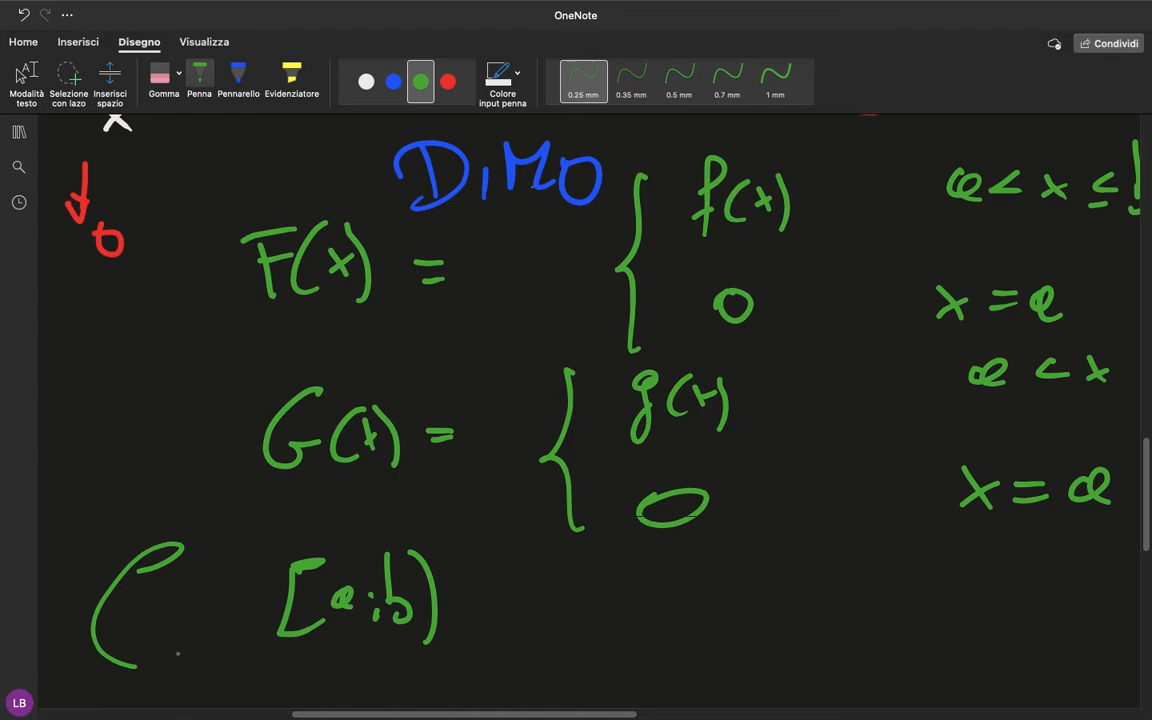 OneNote
Home Inserisci Disegno Visualizza
Condividi
Modalità testo
Selezione con lazo
Inserisci spazio
Gomma
Penna
Pennarello
Evidenziatore
Colore input penna
0.25 mm
0.35 mm
0.5 mm
0.7 mm
1 mm
x
↓
0
DIMO
F(x) = { f(x) a < x ≤
0 x = a
G(x) = { g(x) a < x
0 x = a
( [a;b)
LB